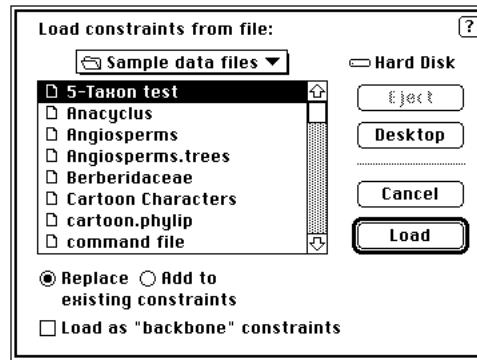 Load constraints from file:
?
Sample data files
Hard Disk
5-Taxon test
Anacyclus
Angiosperms
Angiosperms.trees
Berberidaceae
Cartoon Characters
cartoon.phylip
command file
Eject
Desktop
Cancel
Load
Replace
Add to
existing constraints
Load as "backbone" constraints